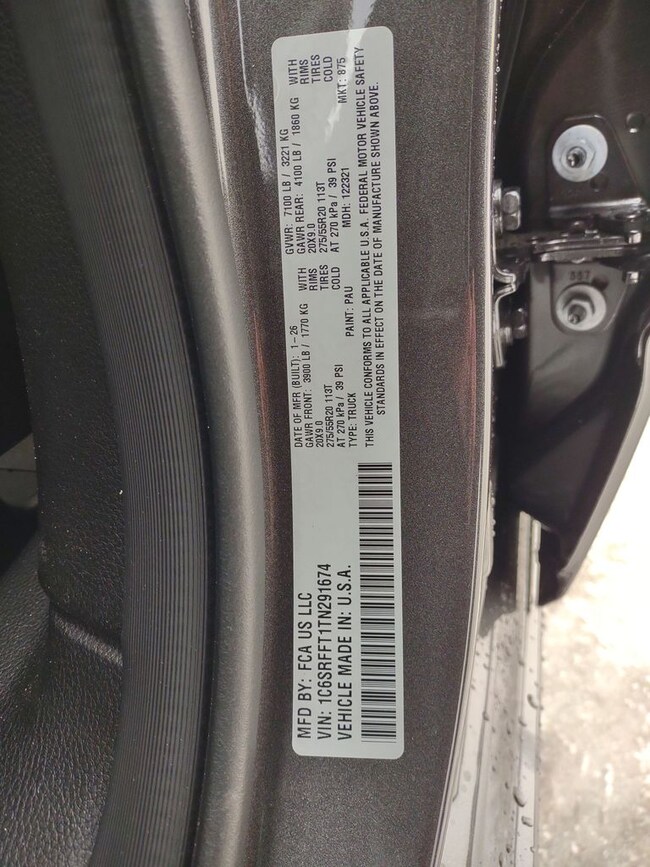 MFD BY: FCA US LLC
VIN: 1C6SRFFT1TN291674
VEHICLE MADE IN: U.S.A.
DATE OF MFR (BUILT): 1-26 GVWR: 7100 LB / 3221 KG
GAWR FRONT: 3900 LB / 1770 KG WITH GAWR REAR: 4100 LB / 1860 KG WITH
20X9.0 RIMS 20X9.0 RIMS
275/55R20 113T TIRES 275/55R20 113T TIRES
AT 270 kPa / 39 PSI COLD AT 270 kPa / 39 PSI COLD
TYPE: TRUCK PAINT: PAU MDH: 122321 MKT: 875
THIS VEHICLE CONFORMS TO ALL APPLICABLE U.S.A. FEDERAL MOTOR VEHICLE SAFETY
STANDARDS IN EFFECT ON THE DATE OF MANUFACTURE SHOWN ABOVE.